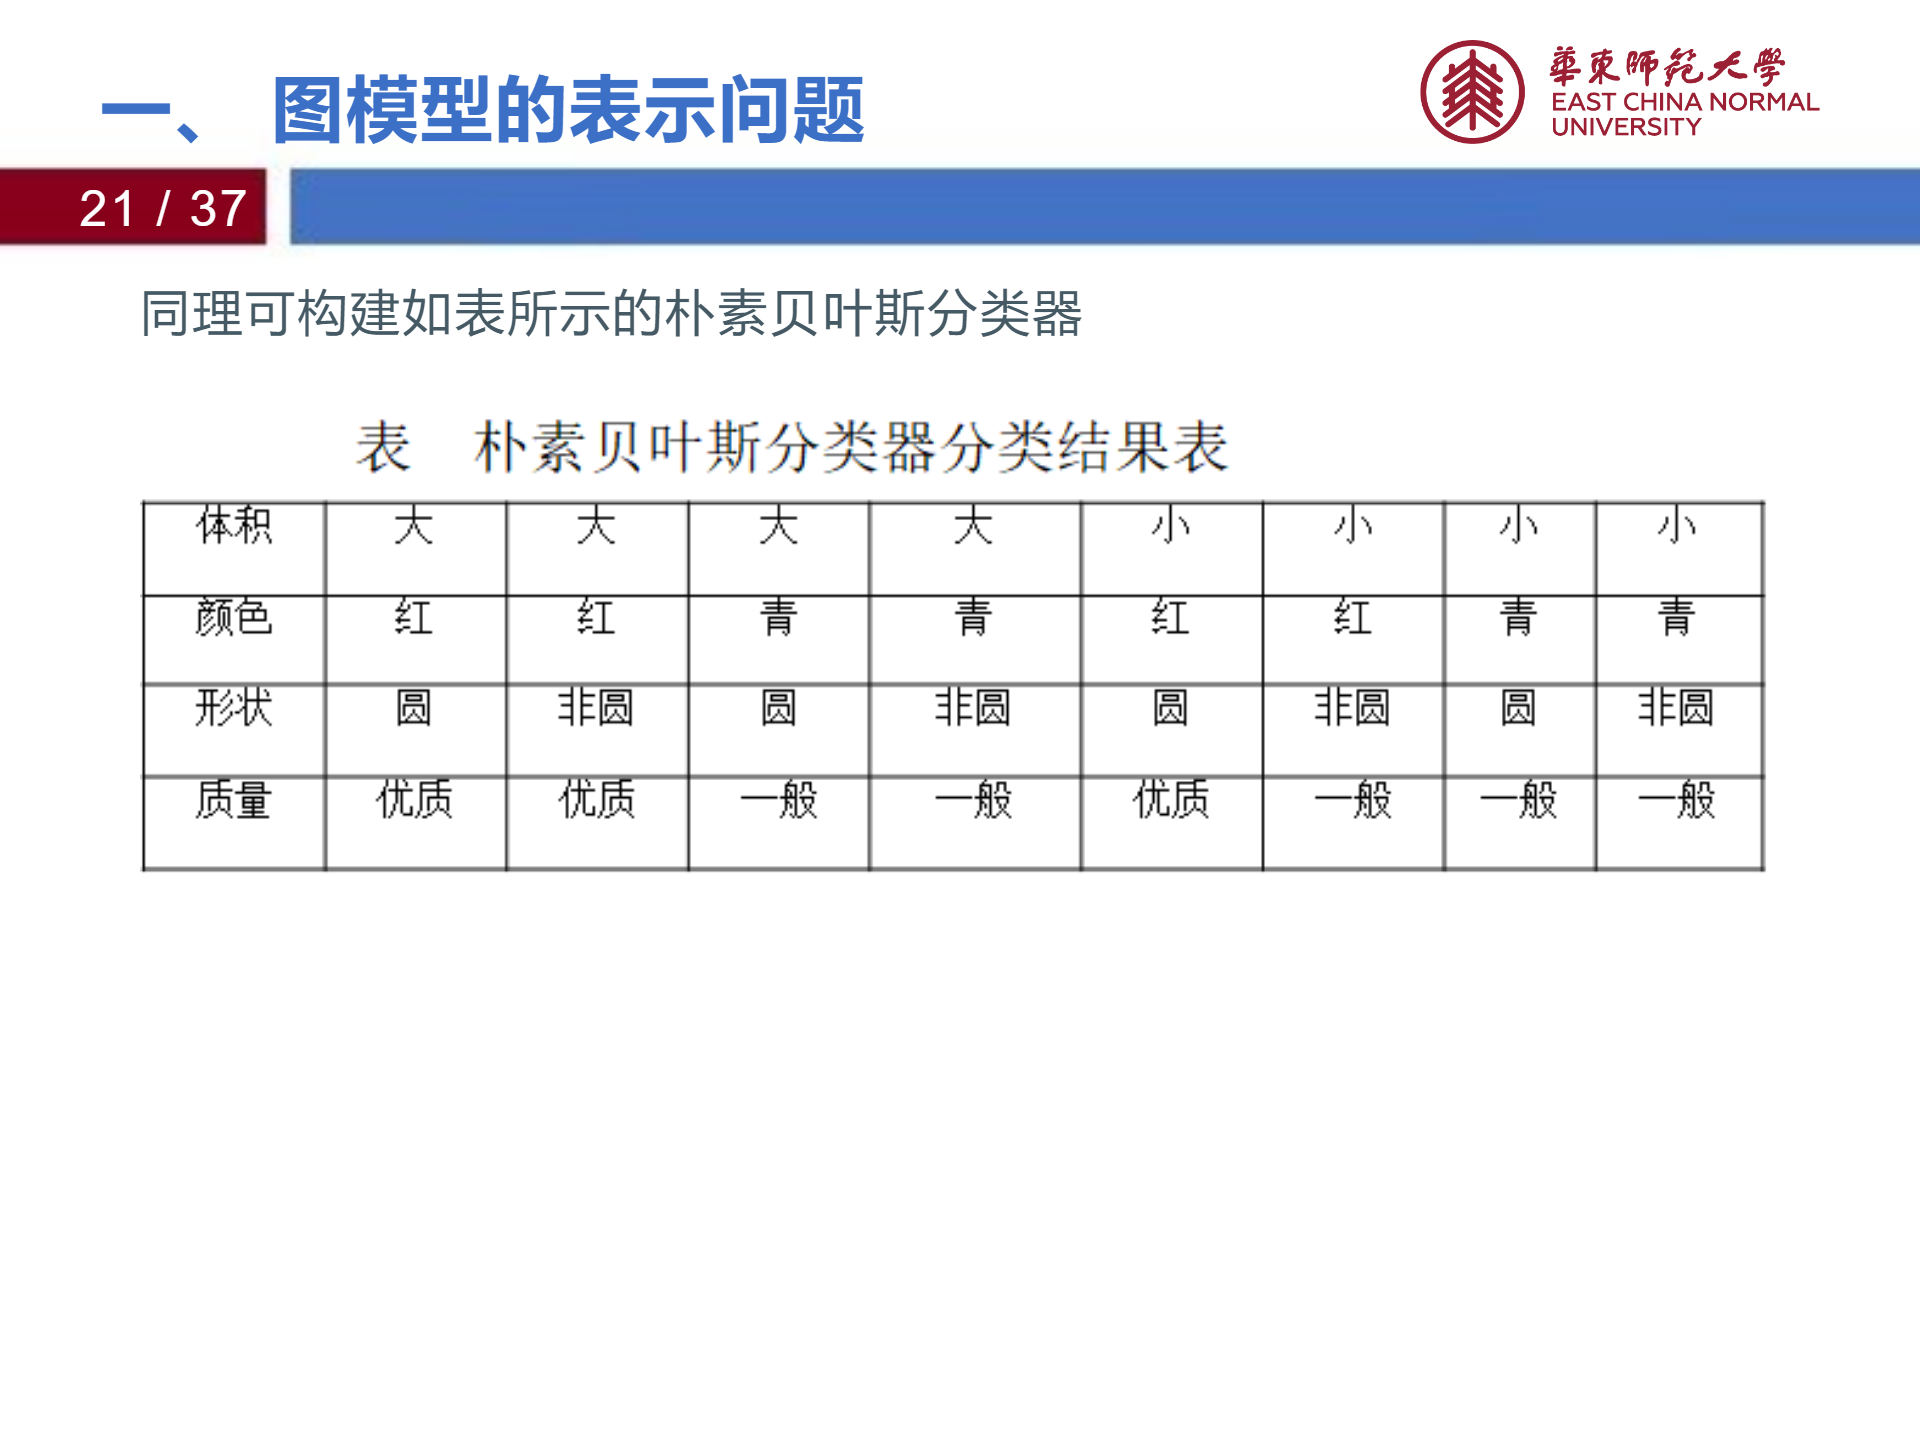 一、 图模型的表示问题
華東師範大學
EAST CHINA NORMAL
UNIVERSITY
21 / 37
同理可构建如表所示的朴素贝叶斯分类器
表 朴素贝叶斯分类器分类结果表
体积 大 大 大 大 小 小 小 小
颜色 红 红 青 青 红 红 青 青
形状 圆 非圆 圆 非圆 圆 非圆 圆 非圆
质量 优质 优质 一般 一般 优质 一般 一般 一般